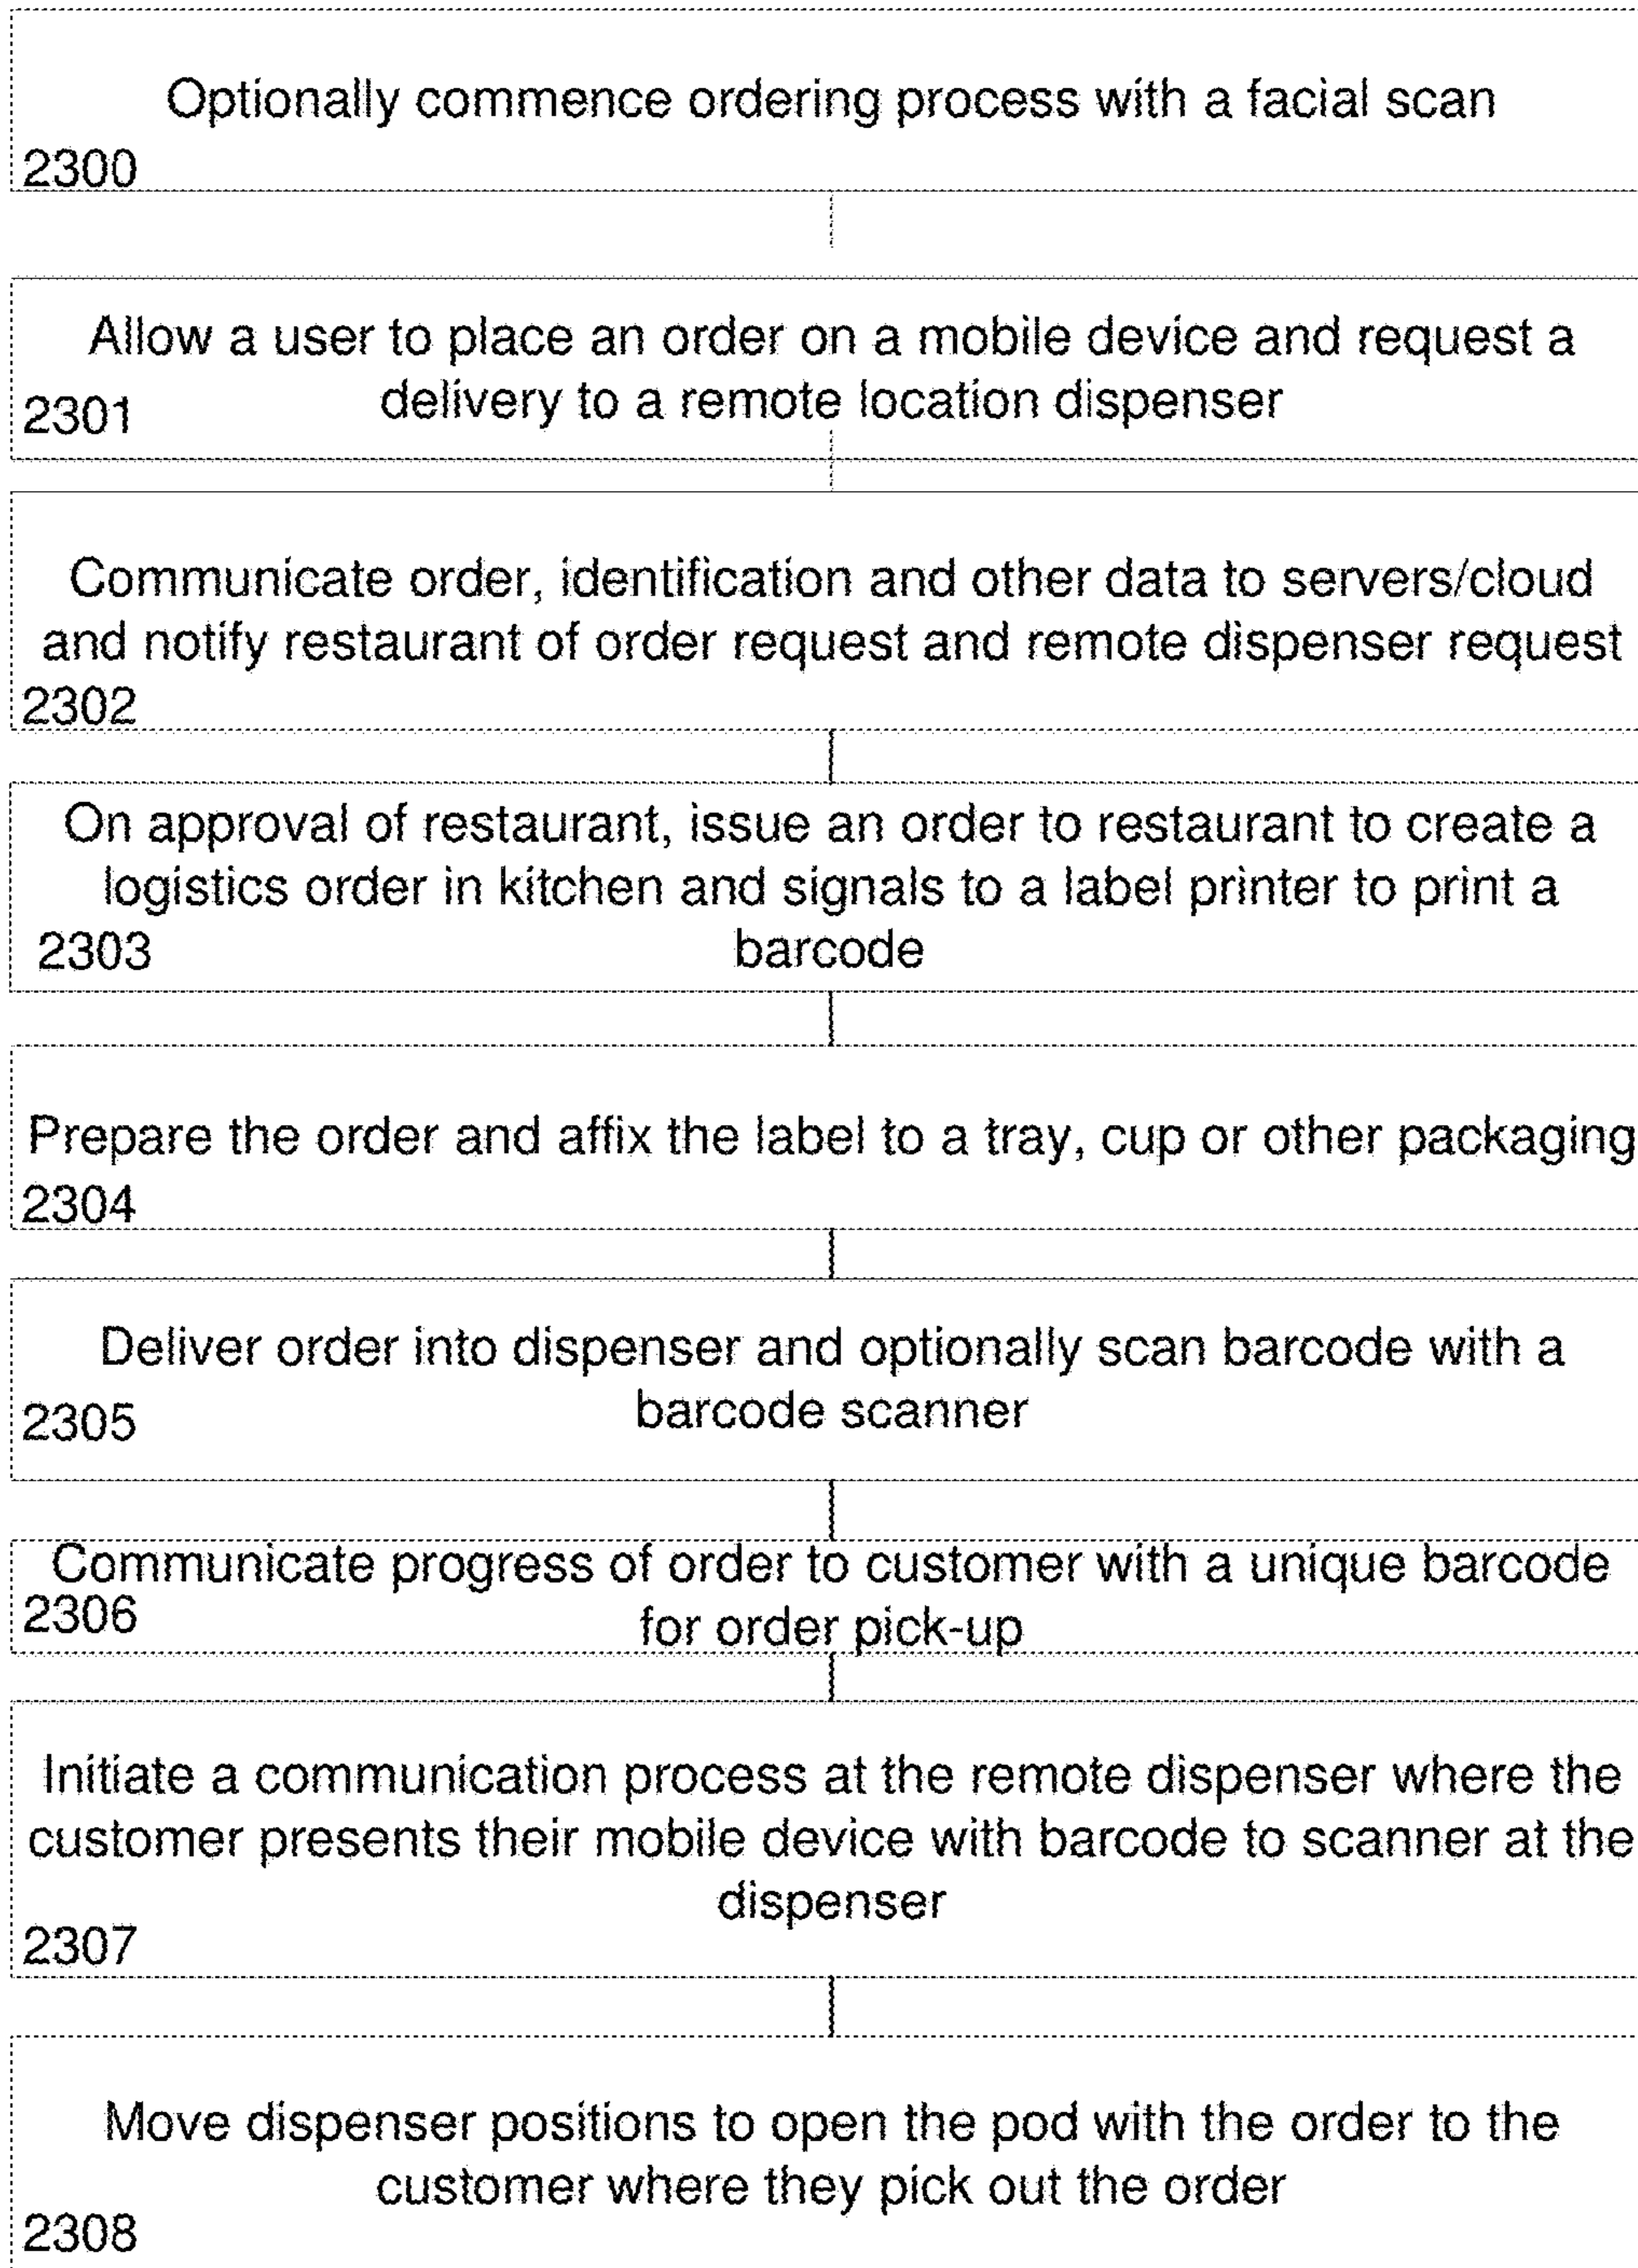 Optionally commence ordering process with a facial scan
2300
Allow a user to place an order on a mobile device and request a
delivery to a remote location dispenser
2301
Communicate order, identification and other data to servers/cloud
and notify restaurant of order request and remote dispenser request
2302
On approval of restaurant, issue an order to restaurant to create a
logistics order in kitchen and signals to a label printer to print a
barcode
2303
Prepare the order and affix the label to a tray, cup or other packaging
2304
Deliver order into dispenser and optionally scan barcode with a
barcode scanner
2305
Communicate progress of order to customer with a unique barcode
2306
for order pick-up
Initiate a communication process at the remote dispenser where the
customer presents their mobile device with barcode to scanner at the
dispenser
2307
Move dispenser positions to open the pod with the order to the
customer where they pick out the order
2308